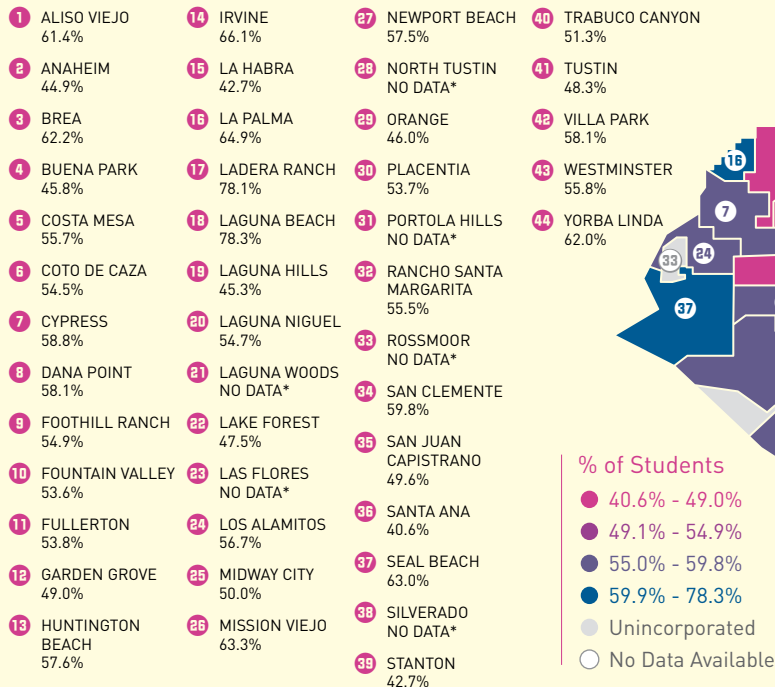 1 ALISO VIEJO
61.4%
2 ANAHEIM
44.9%
3 BREA
62.2%
4 BUENA PARK
45.8%
5 COSTA MESA
55.7%
6 COTO DE CAZA
54.5%
7 CYPRESS
58.8%
8 DANA POINT
58.1%
9 FOOTHILL RANCH
54.9%
10 FOUNTAIN VALLEY
53.6%
11 FULLERTON
53.8%
12 GARDEN GROVE
49.0%
13 HUNTINGTON
BEACH
57.6%
14 IRVINE
66.1%
15 LA HABRA
42.7%
16 LA PALMA
64.9%
17 LADERA RANCH
78.1%
18 LAGUNA BEACH
78.3%
19 LAGUNA HILLS
45.3%
20 LAGUNA NIGUEL
54.7%
21 LAGUNA WOODS
NO DATA*
22 LAKE FOREST
47.5%
23 LAS FLORES
NO DATA*
24 LOS ALAMITOS
56.7%
25 MIDWAY CITY
50.0%
26 MISSION VIEJO
63.3%
27 NEWPORT BEACH
57.5%
28 NORTH TUSTIN
NO DATA*
29 ORANGE
46.0%
30 PLACENTIA
53.7%
31 PORTOLA HILLS
NO DATA*
32 RANCHO SANTA
MARGARITA
55.5%
33 ROSSMOOR
NO DATA*
34 SAN CLEMENTE
59.8%
35 SAN JUAN
CAPISTRANO
49.6%
36 SANTA ANA
40.6%
37 SEAL BEACH
63.0%
38 SILVERADO
NO DATA*
39 STANTON
42.7%
40 TRABUCO CANYON
51.3%
41 TUSTIN
48.3%
42 VILLA PARK
58.1%
43 WESTMINSTER
55.8%
44 YORBA LINDA
62.0%
16
7
24
33
37
% of Students
40.6% - 49.0%
49.1% - 54.9%
55.0% - 59.8%
59.9% - 78.3%
Unincorporated
No Data Available